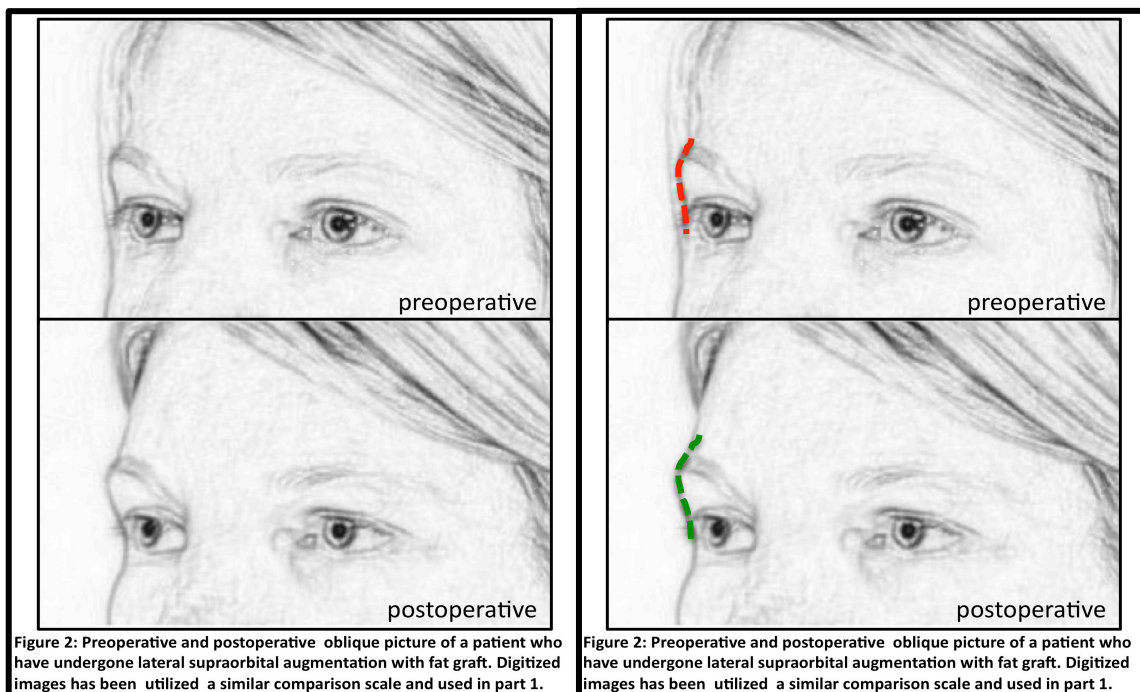 preoperative
postoperative
Figure 2: Preoperative and postoperative oblique picture of a patient who
have undergone lateral supraorbital augmentation with fat graft. Digitized
images has been utilized a similar comparison scale and used in part 1.
preoperative
postoperative
Figure 2: Preoperative and postoperative oblique picture of a patient who
have undergone lateral supraorbital augmentation with fat graft. Digitized
images has been utilized a similar comparison scale and used in part 1.